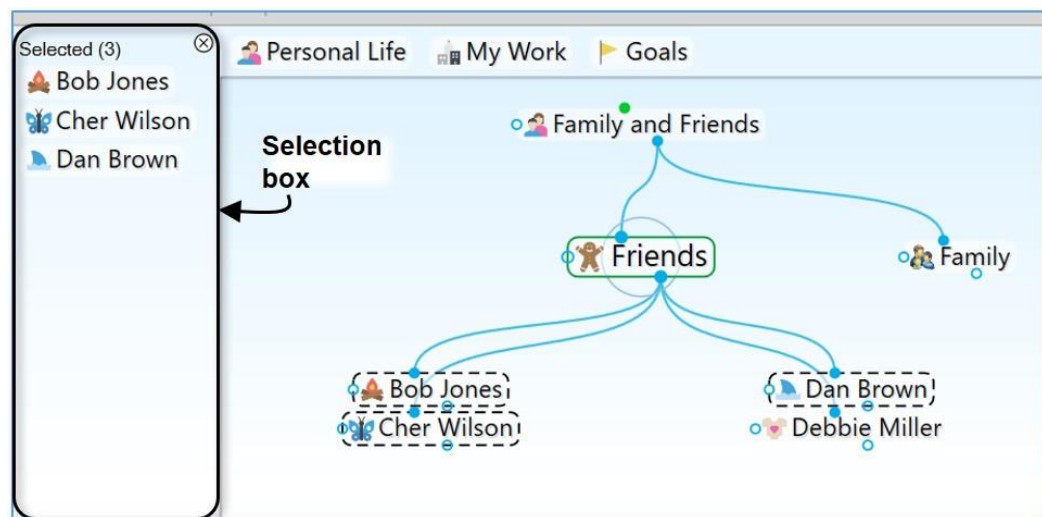 Selected (3)
Bob Jones
Cher Wilson
Dan Brown
Selection
box
Personal Life My Work Goals
Family and Friends
Friends
Family
Bob Jones
Cher Wilson
Dan Brown
Debbie Miller